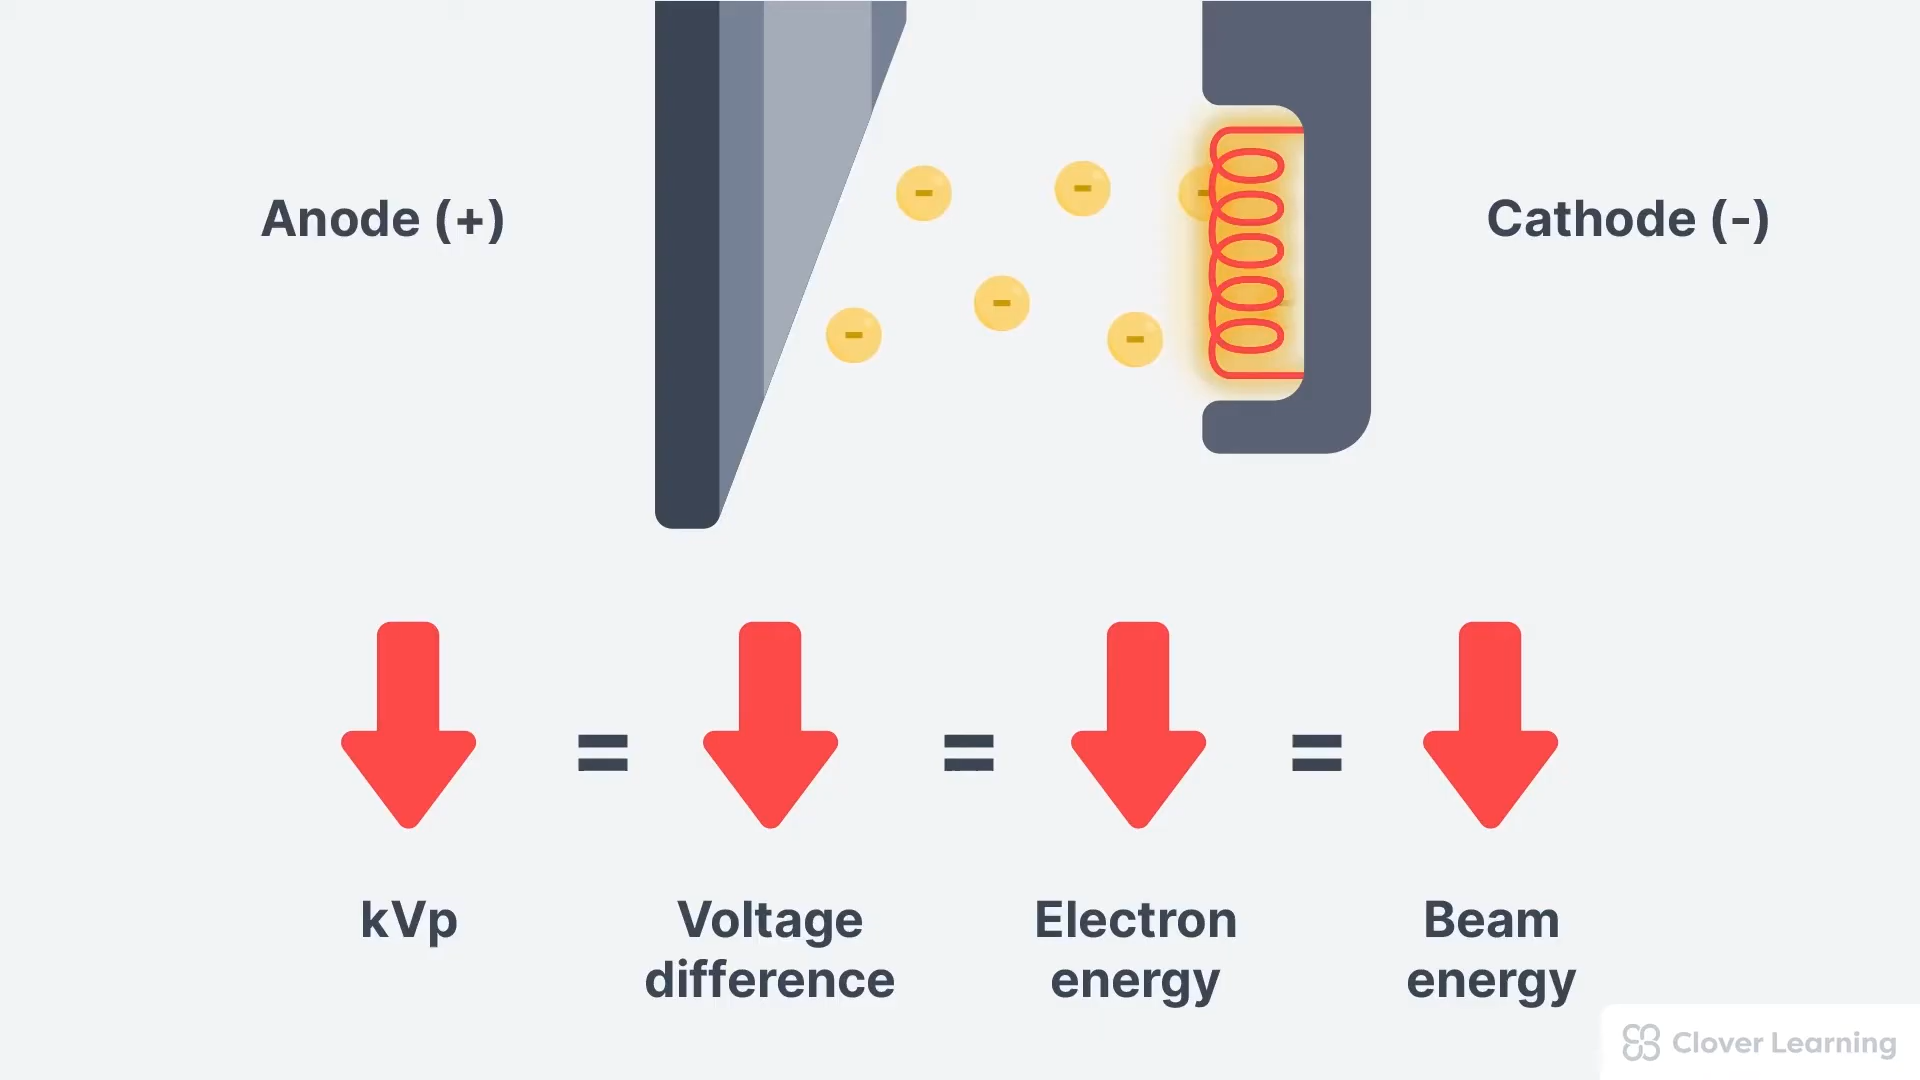 Anode (+)
Cathode (-)
-
-
-
-
-
-
= = =
kVp
Voltage
difference
Electron
energy
Beam
energy
Clover Learning